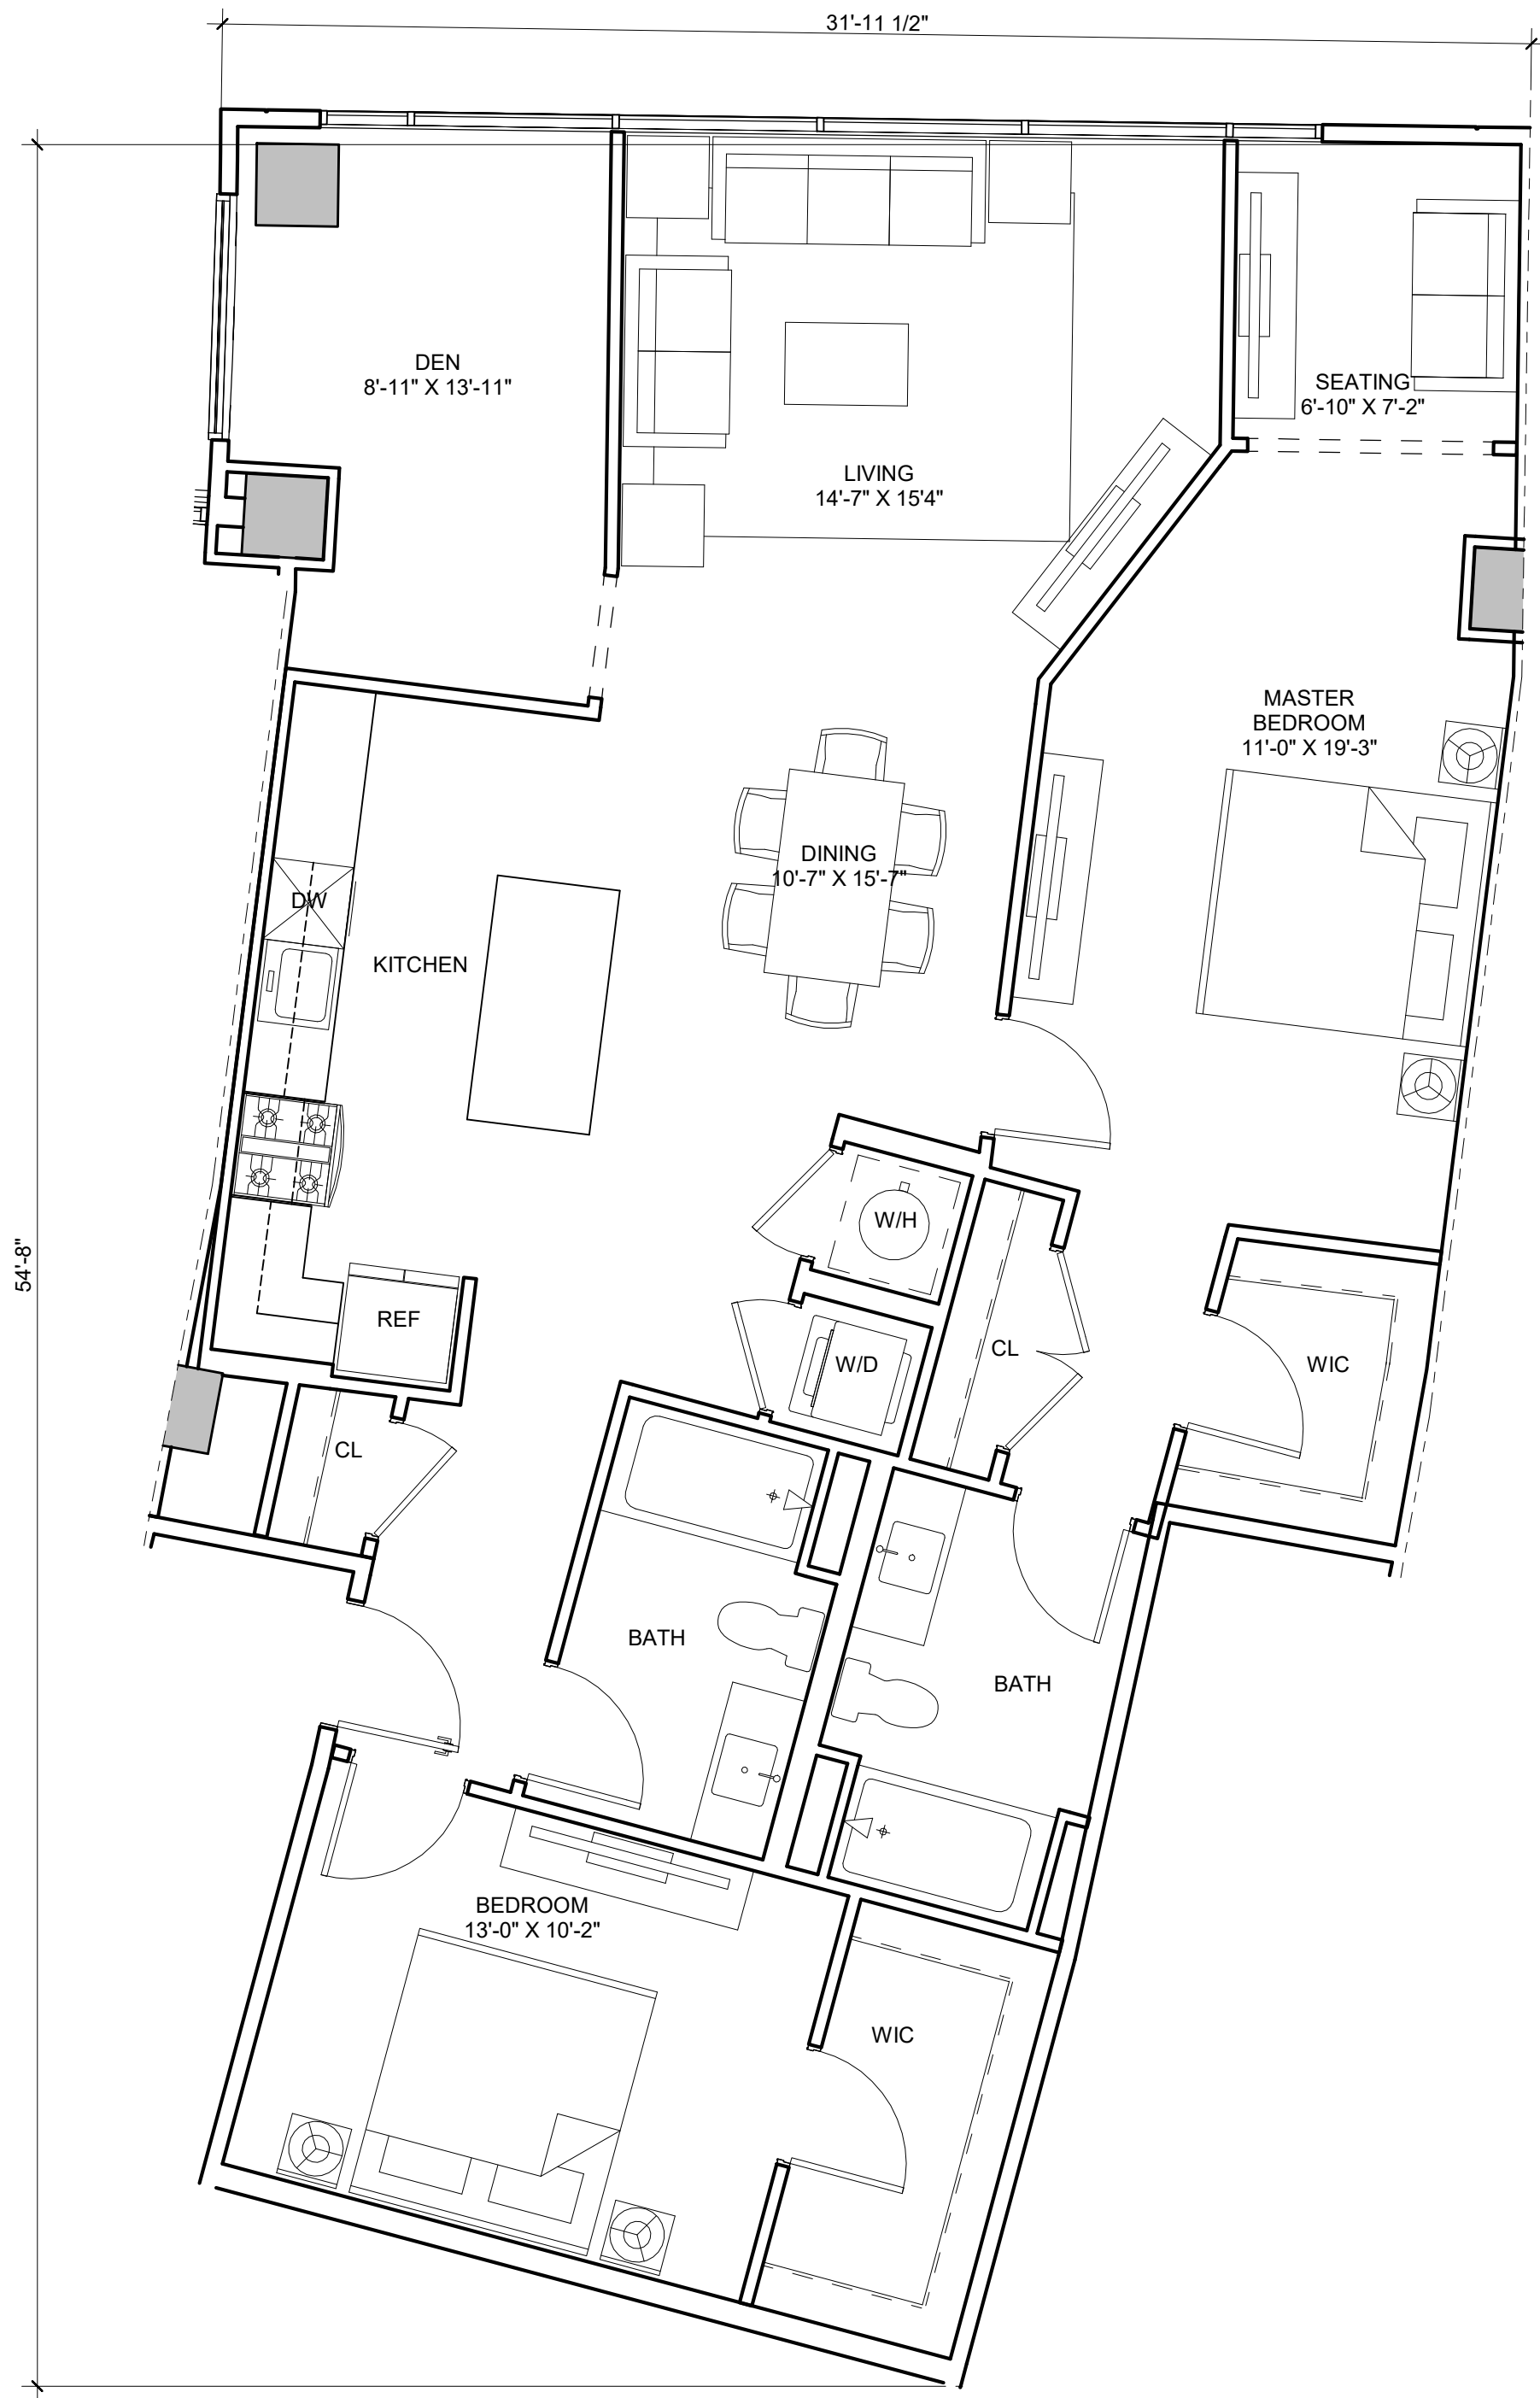 31'-11 1/2"
DEN
8'-11" X 13'-11"
SEATING
6'-10" X 7'-2"
LIVING
14'-7" X 15'4"
MASTER
BEDROOM
11'-0" X 19'-3"
DINING
10'-7" X 15'-7"
DW
KITCHEN
W/H
54'-8"
REF
W/D
CL
WIC
CL
BATH
BATH
BEDROOM
13'-0" X 10'-2"
WIC